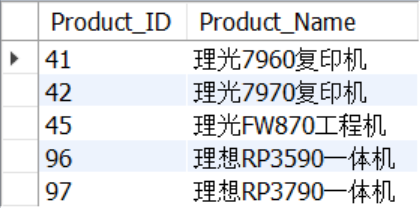 Product_ID Product_Name
41 理光7960复印机
42 理光7970复印机
45 理光FW870工程机
96 理想RP3590一体机
97 理想RP3790一体机